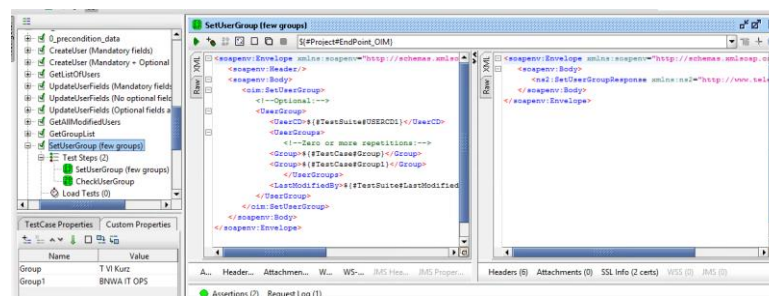 0_precondition_data
CreateUser (Mandatory fields)
CreateUser (Mandatory + Optional
GetListOfUsers
UpdateUserFields (Mandatory fields
UpdateUserFields (No optional field
UpdateUserFields (Optional fields a
GetAllModifiedUsers
GetGroupList
SetUserGroup (few groups)
Test Steps (2)
SetUserGroup (few groups)
CheckUserGroup
Load Tests (0)
TestCase Properties
Custom Properties
Name
Value
Group
T VI Kurz
Group1
BNWA IT OPS
SetUserGroup (few groups)
${#Project#EndPoint_OIM}
XML
Raw
<soapenv:Envelope xmlns:soapenv="http://schemas.xmlso
<soapenv:Header/>
<soapenv:Body>
<oim:SetUserGroup>
<!--Optional:-->
<UserGroup>
<UserCD>${#TestSuite#USERCD1}</UserCD>
<UserGroups>
<!--Zero or more repetitions:-->
<Group>${#TestCase#Group}</Group>
<Group>${#TestCase#Group1}</Group>
</UserGroups>
<LastModifiedBy>${#TestSuite#LastModified
</UserGroup>
</oim:SetUserGroup>
</soapenv:Body>
</soapenv:Envelope>
A...
Header...
Attachmen...
W...
WS-...
JMS Hea...
JMS Proper...
XML
Raw
<soapenv:Envelope xmlns:soapenv="http://schemas.xmlsoap.o
<soapenv:Body>
<ns2:SetUserGroupResponse xmlns:ns2="http://www.tele
</soapenv:Body>
</soapenv:Envelope>
Headers (6)
Attachments (0)
SSL Info (2 certs)
WSS (0)
JMS (0)
Assertions (2)
Request Log (1)